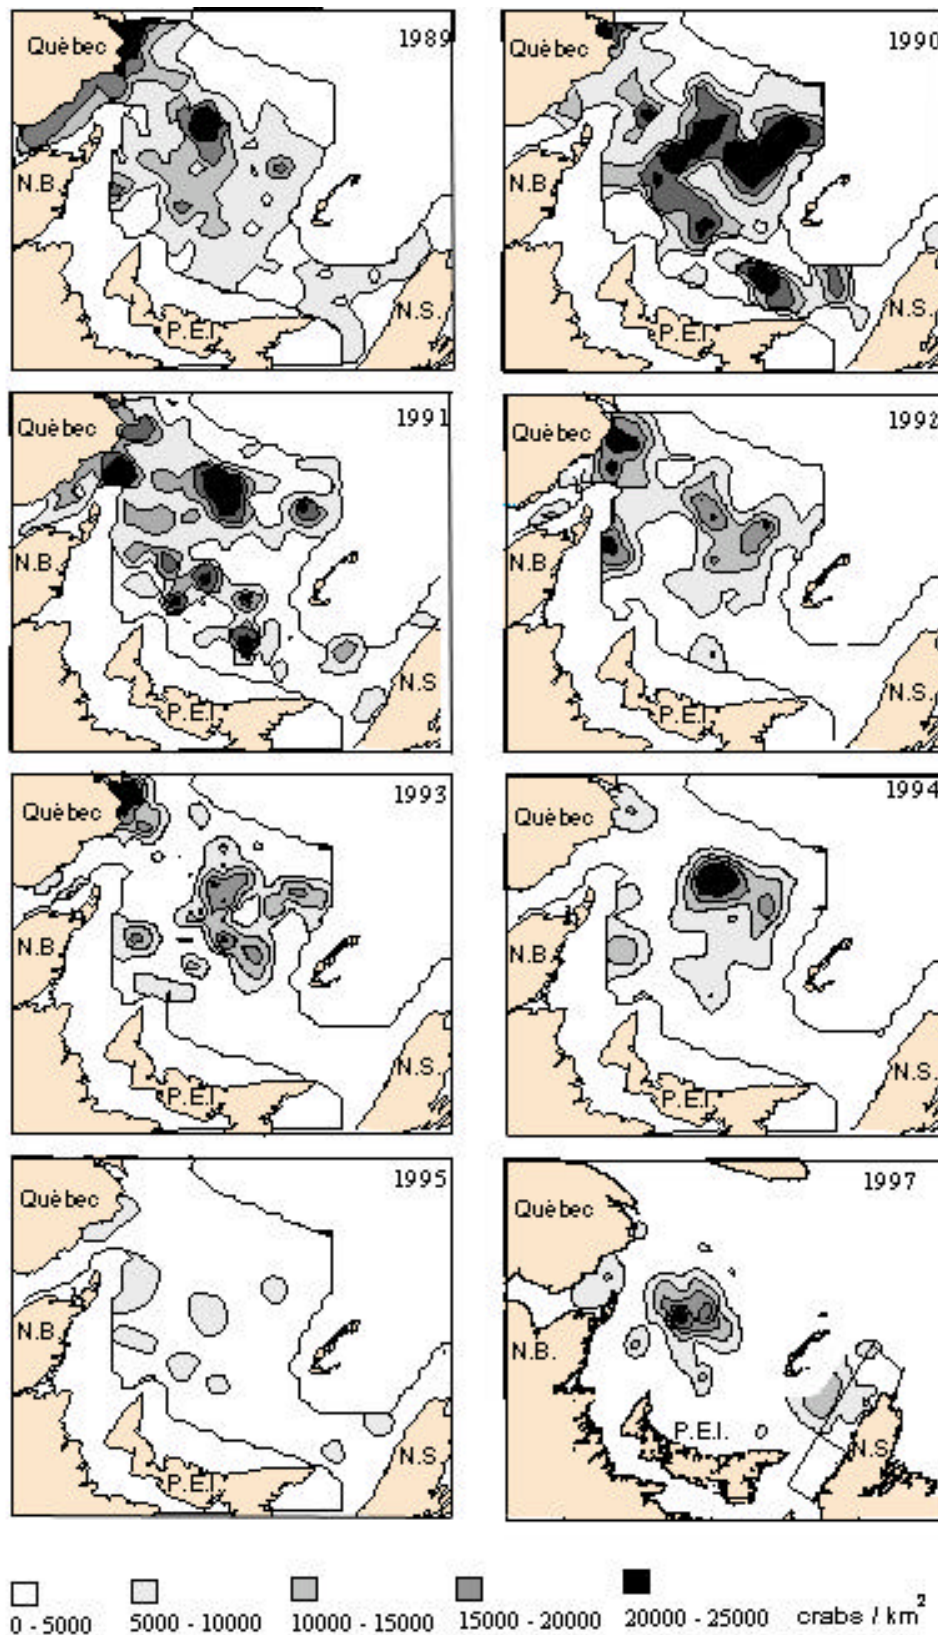 Québec 1989
N.B.
P.E.I.
N.S.
Québec 1990
N.B.
P.E.I.
N.S.
Québec 1991
N.B.
P.E.I.
N.S
Québec 1992
N.B.
P.E.I.
N.S.
Québec 1993
N.B.
P.E.I.
N.S.
Québec 1994
N.B.
P.E.I.
N.S.
Québec 1995
N.B.
P.E.I.
N.S.
Québec 1997
N.B.
P.E.I.
N.S.
0 - 5000 5000 - 10000 10000 - 15000 15000 - 20000 20000 - 25000 crabs / km²